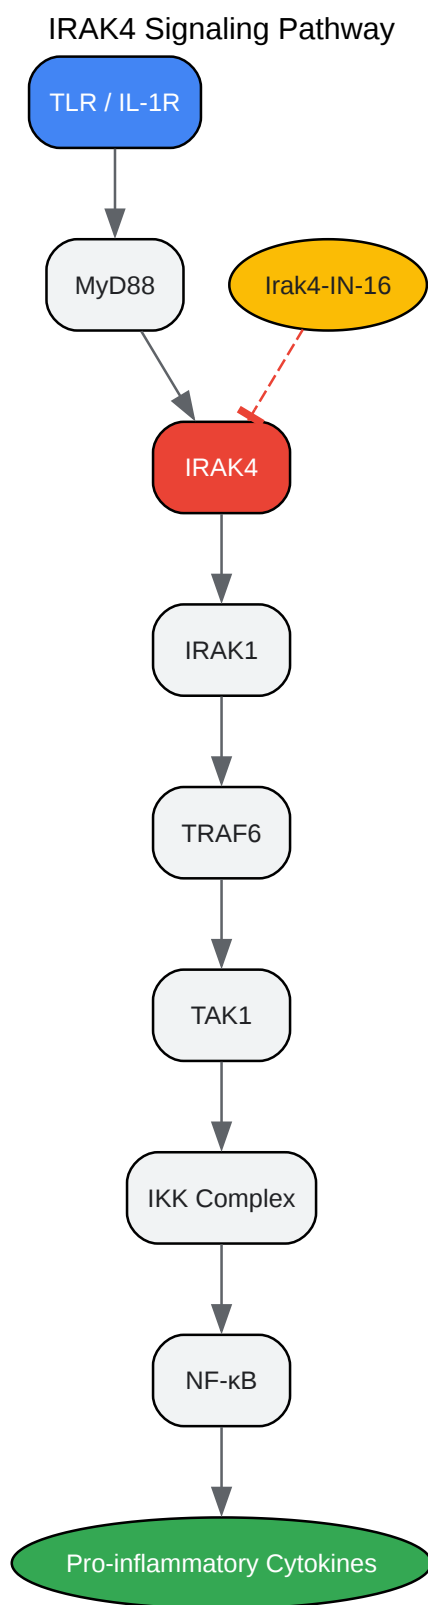 IRAK4 Signaling Pathway
TLR / IL-1R
MyD88
Irak4-IN-16
IRAK4
IRAK1
TRAF6
TAK1
IKK Complex
NF-κB
Pro-inflammatory Cytokines